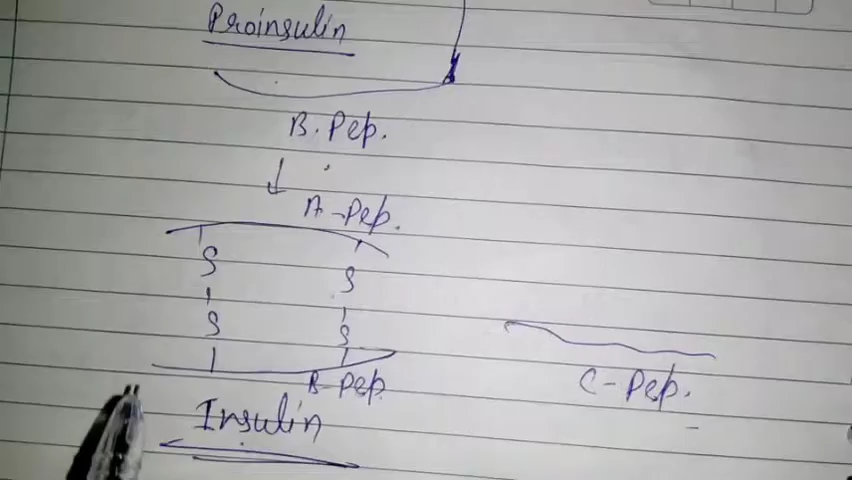 Proinsulin
B. Pep.
A-Pep.
S S
S S
B-Pep.
C-Pep.
Insulin